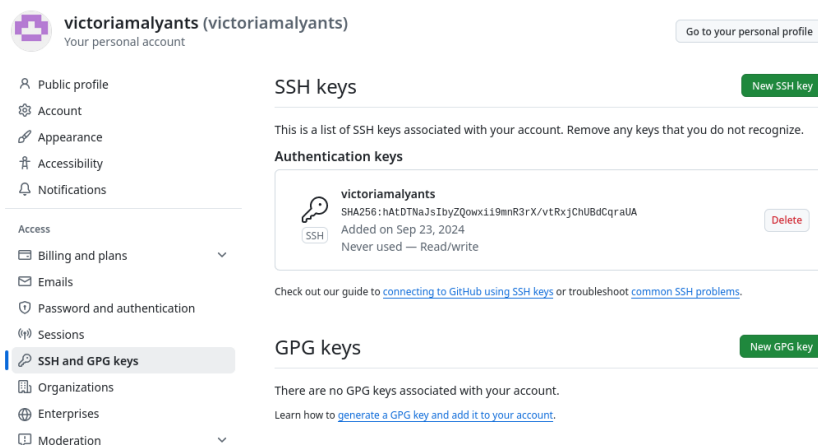 victoriamalyants (victoriamalyants)
Your personal account
Go to your personal profile
Public profile
Account
Appearance
Accessibility
Notifications
Access
Billing and plans
Emails
Password and authentication
Sessions
SSH and GPG keys
Organizations
Enterprises
Moderation
SSH keys
New SSH key
This is a list of SSH keys associated with your account. Remove any keys that you do not recognize.
Authentication keys
victoriamalyants
SHA256:hAtDTNaJsIbyZQowxii9mnR3rX/vtRxjChUBdCqraUA
Added on Sep 23, 2024
Never used — Read/write
SSH
Delete
Check out our guide to connecting to GitHub using SSH keys or troubleshoot common SSH problems.
GPG keys
New GPG key
There are no GPG keys associated with your account.
Learn how to generate a GPG key and add it to your account.